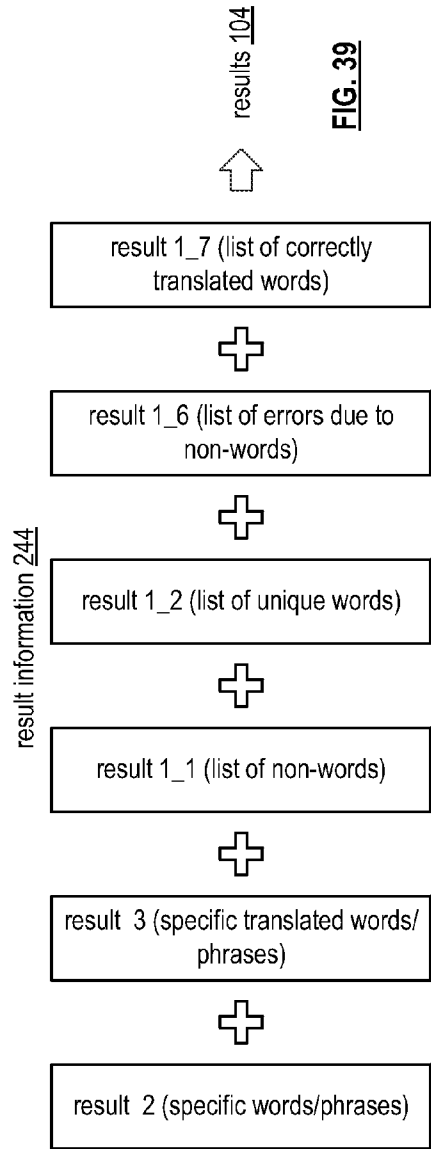 result information 244
result 2 (specific words/phrases)
result 3 (specific translated words/
phrases)
result 1_1 (list of non-words)
result 1_2 (list of unique words)
result 1_6 (list of errors due to
non-words)
result 1_7 (list of correctly
translated words)
results 104
FIG. 39